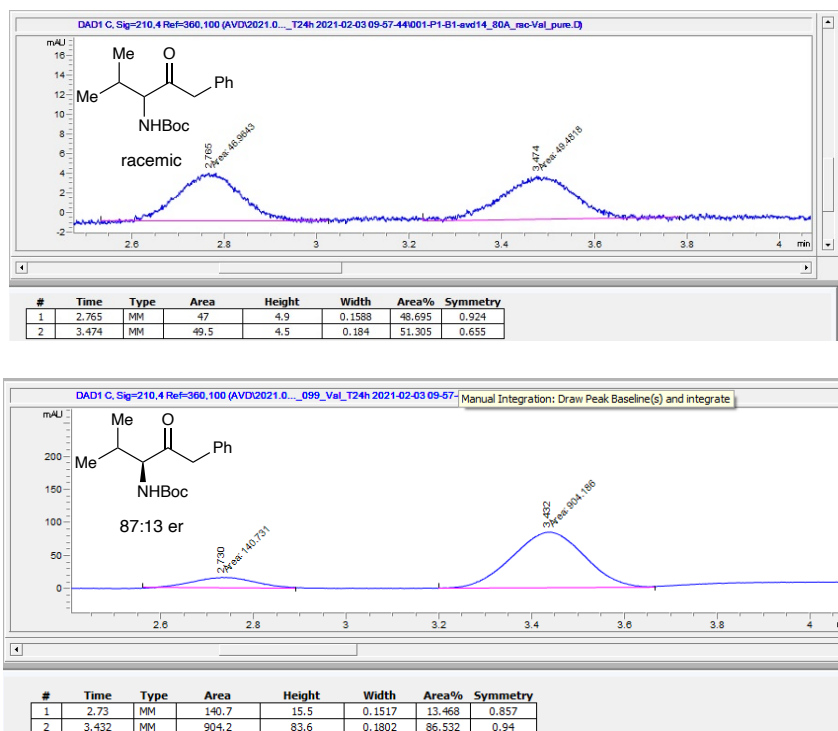 DAD1 C, Sig=210,4 Ref=360,100 (AVD\2021.0..._T24h 2021-02-03 09-57-44\001-P1-B1-avd14_80A_rac-Val_pure.D)
mAU
16
14
12
10
8
6
4
2
0
-2
Me O
Me Ph
NHBoc
racemic
2.765
Area: 46.9643
3.474
Area: 49.4818
2.6 2.8 3 3.2 3.4 3.6 3.8 4 min
# Time Type Area Height Width Area% Symmetry
1 2.765 MM 47 4.9 0.1588 48.695 0.924
2 3.474 MM 49.5 4.5 0.184 51.305 0.655
DAD1 C, Sig=210,4 Ref=360,100 (AVD\2021.0..._099_Val_T24h 2021-02-03 09-57-
Manual Integration: Draw Peak Baseline(s) and integrate
mAU
200
150
100
50
0
Me O
Me Ph
NHBoc
87:13 er
2.730
Area: 140.731
3.432
Area: 904.186
2.6 2.8 3 3.2 3.4 3.6 3.8 4
# Time Type Area Height Width Area% Symmetry
1 2.73 MM 140.7 15.5 0.1517 13.468 0.857
2 3.432 MM 904.2 83.6 0.1802 86.532 0.94